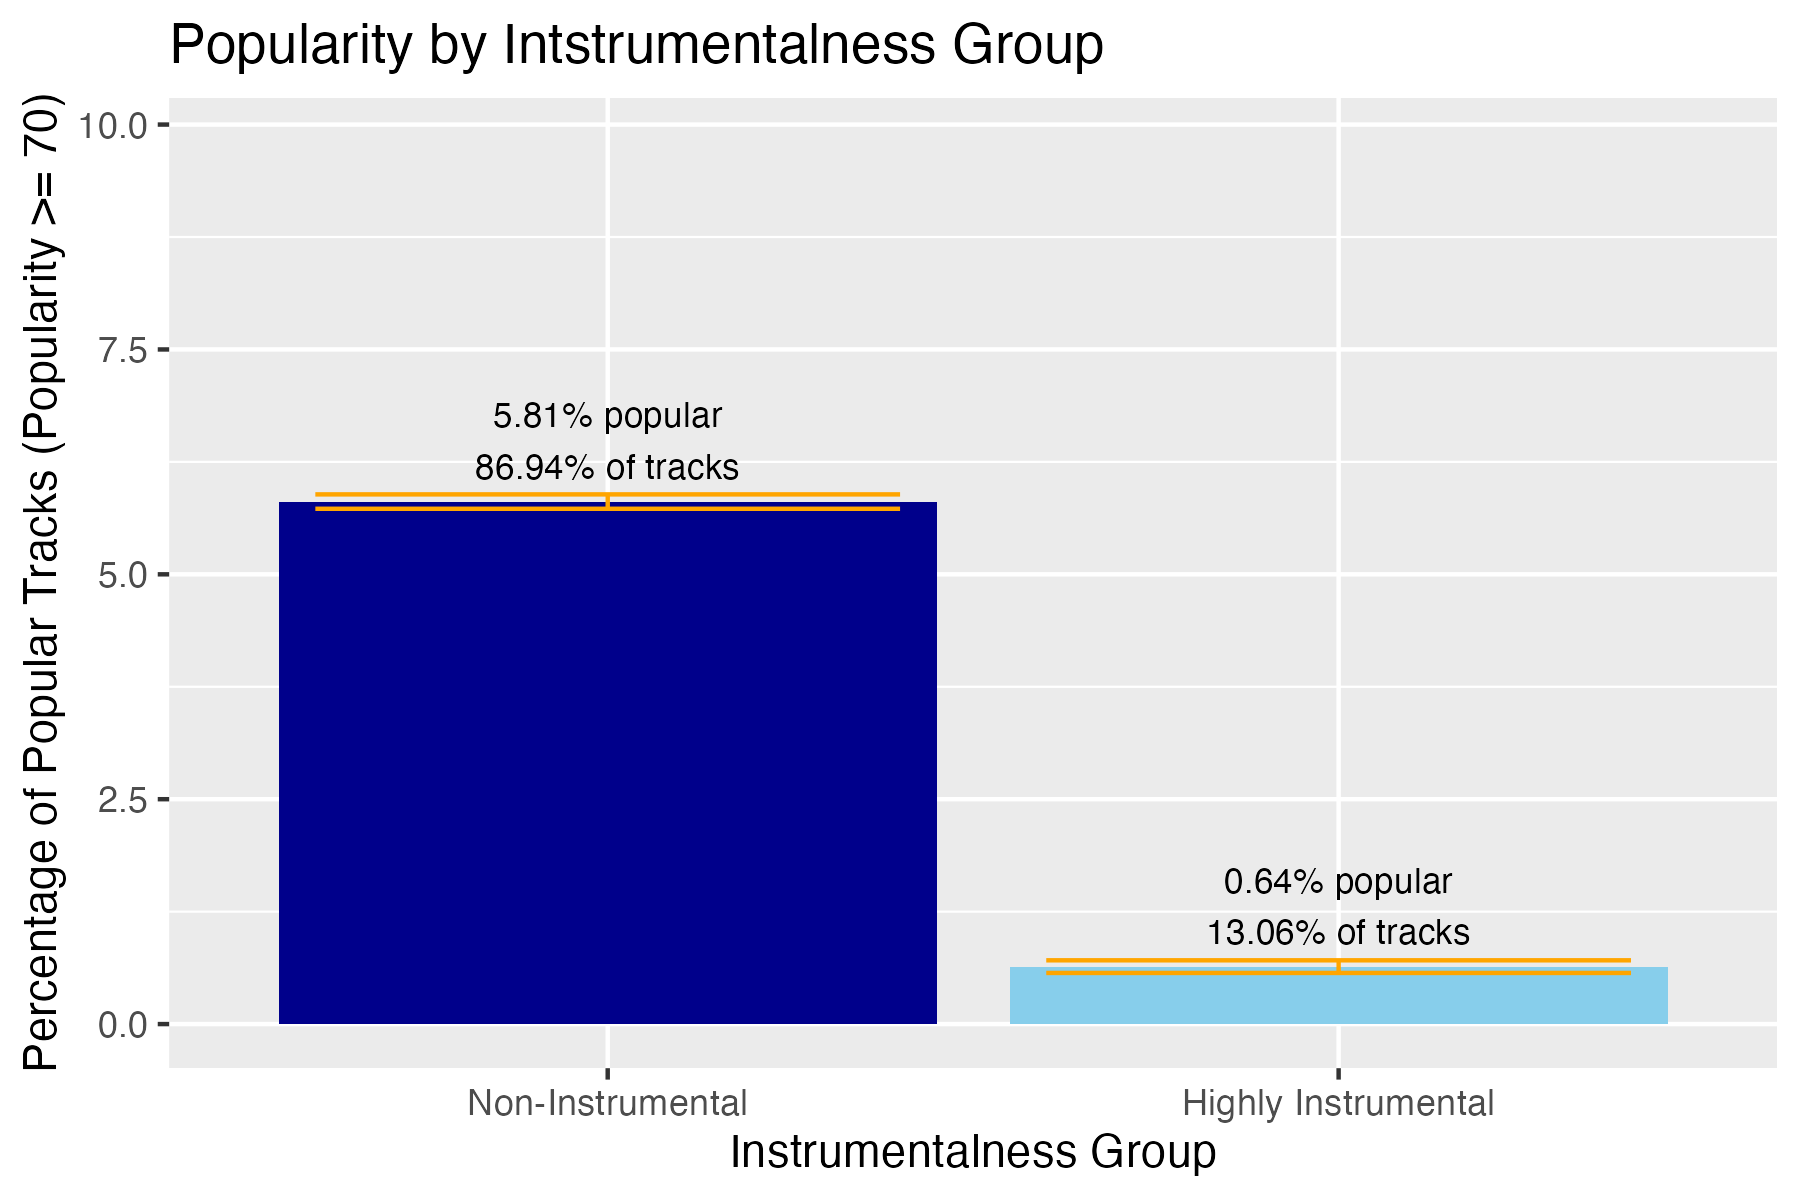 Popularity by Intstrumentalness Group
Percentage of Popular Tracks (Popularity >= 70)
10.0
7.5
5.0
2.5
0.0
5.81% popular
86.94% of tracks
0.64% popular
13.06% of tracks
Non-Instrumental
Highly Instrumental
Instrumentalness Group